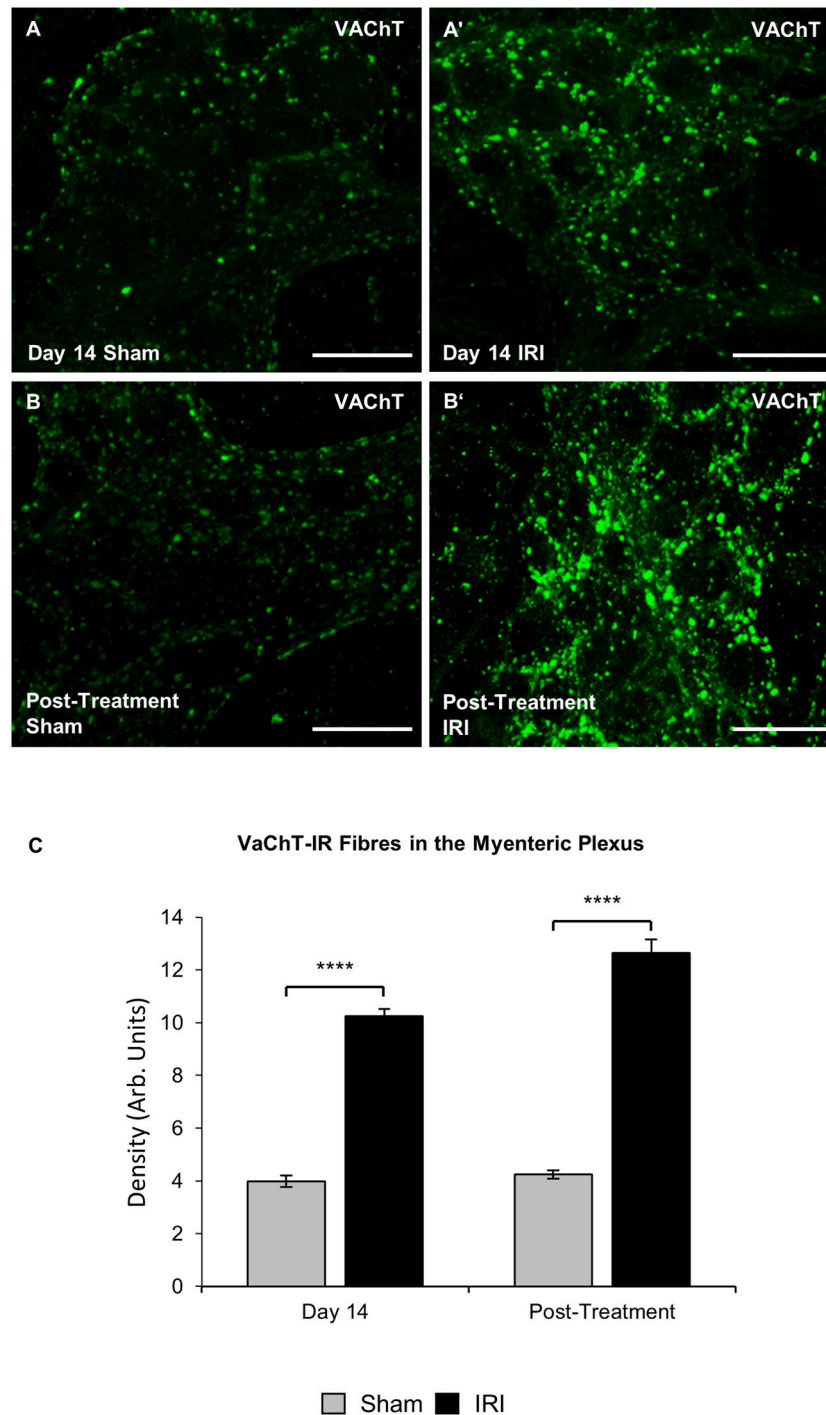 A VAChT
Day 14 Sham
A' VAChT
Day 14 IRI
B VAChT
Post-Treatment
Sham
B‘ VAChT
Post-Treatment
IRI
C VaChT-IR Fibres in the Myenteric Plexus
Density (Arb. Units)
14
12
10
8
6
4
2
0
****
****
Day 14 Post-Treatment
Sham IRI